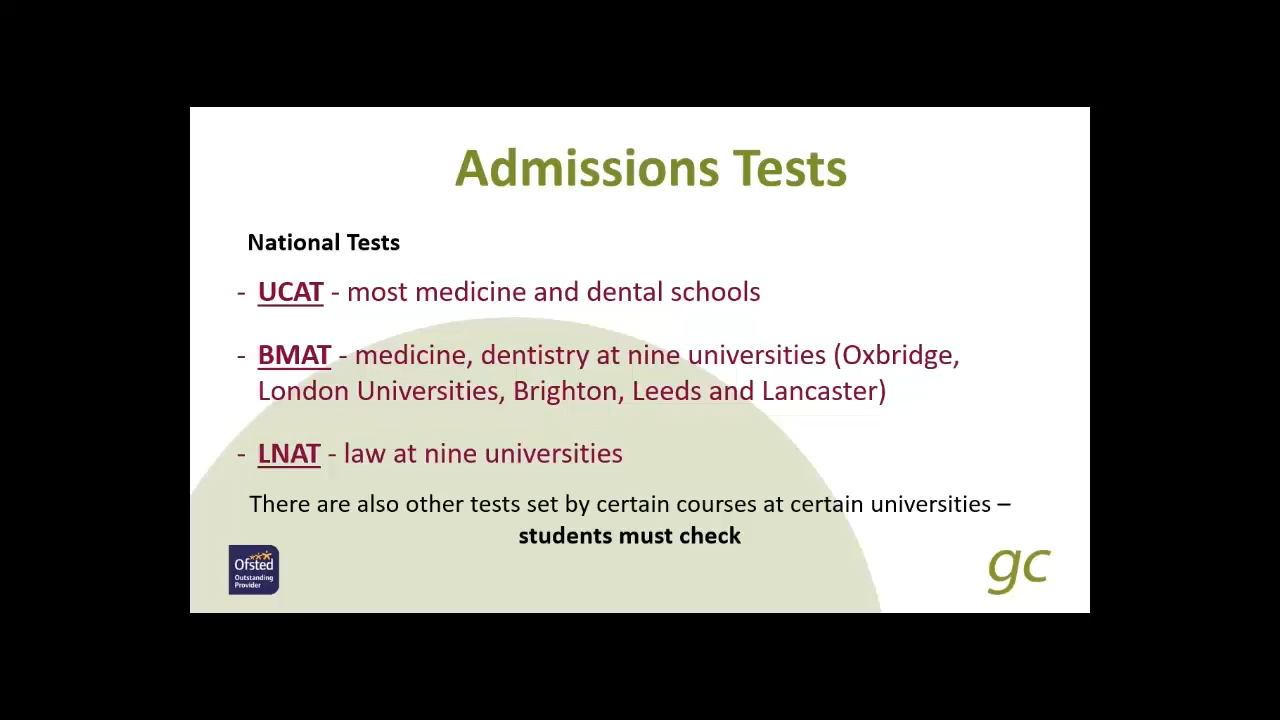 Admissions Tests
National Tests
- UCAT - most medicine and dental schools
- BMAT - medicine, dentistry at nine universities (Oxbridge,
London Universities, Brighton, Leeds and Lancaster)
- LNAT - law at nine universities
There are also other tests set by certain courses at certain universities –
students must check
Ofsted
Outstanding
Provider
gc